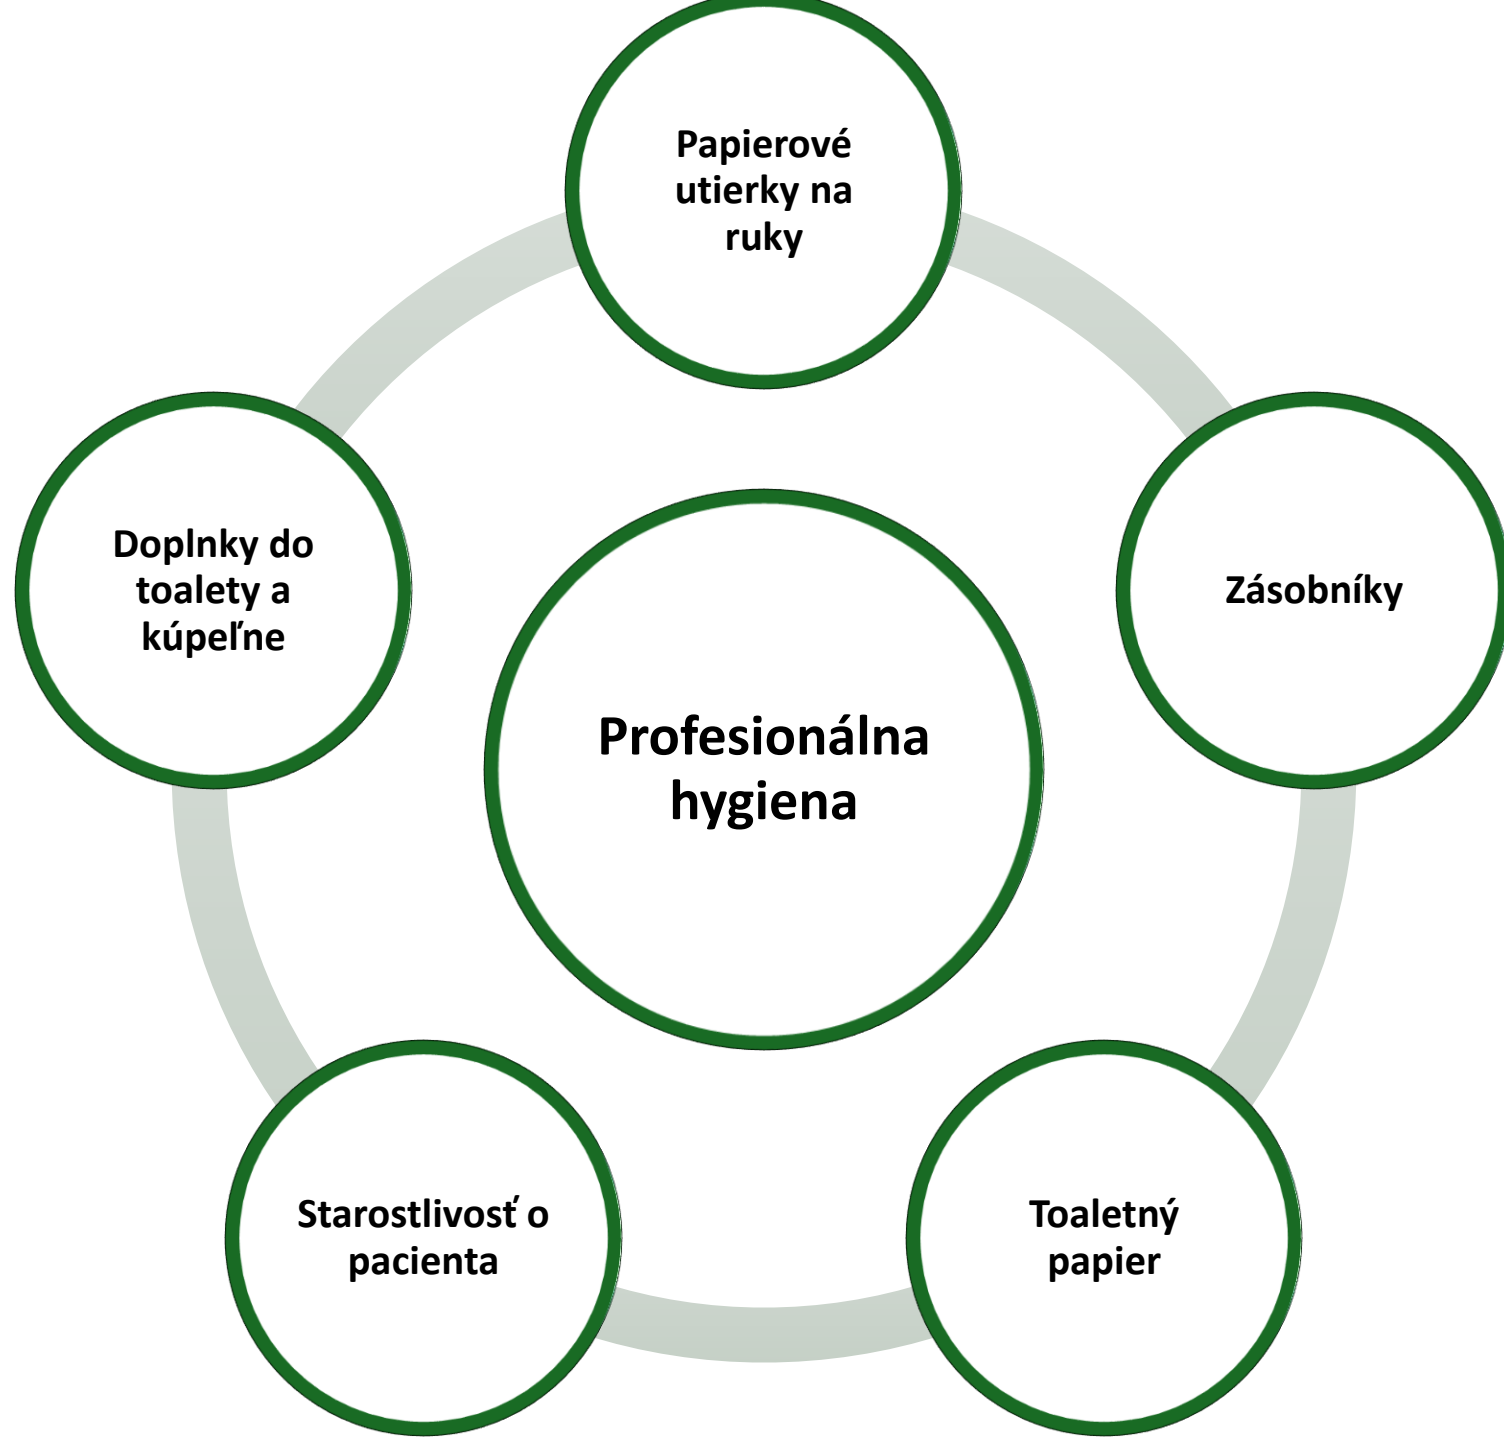 Papierové
utierky na
ruky
Doplnky do
toalety a
kúpeľne
Zásobníky
Profesionálna
hygiena
Starostlivosť o
pacienta
Toaletný
papier